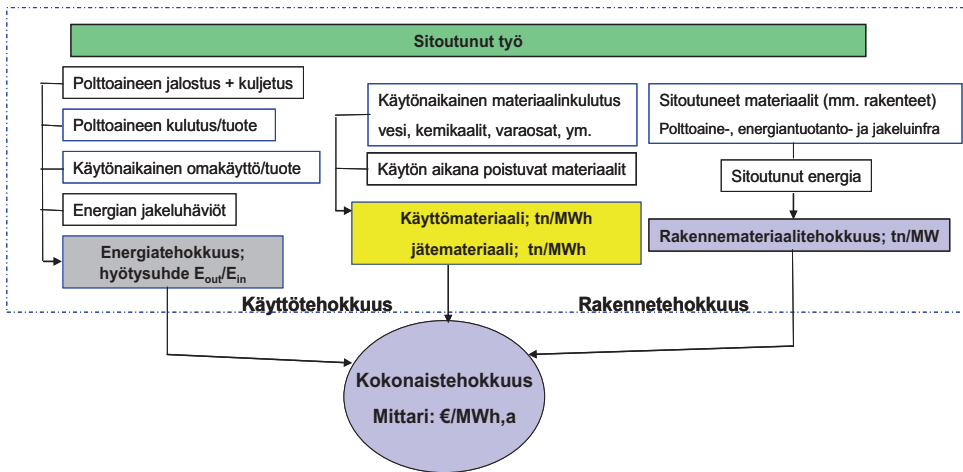 Sitoutunut työ
Polttoaineen jalostus + kuljetus
Polttoaineen kulutus/tuote
Käytönaikainen omakäyttö/tuote
Energian jakeluhäviöt
Energiatehokkuus;
hyötysuhde Eout/Ein
Käytönaikainen materiaalinkulutus
vesi, kemikaalit, varaosat, ym.
Käytön aikana poistuvat materiaalit
Käyttömateriaali; tn/MWh
jätemateriaali; tn/MWh
Sitoutuneet materiaalit (mm. rakenteet)
Polttoaine-, energiantuotanto- ja jakeluinfra
Sitoutunut energia
Rakennemateriaalitehokkuus; tn/MW
Käyttötehokkuus
Rakennetehokkuus
Kokonaistehokkuus
Mittari: €/MWh,a